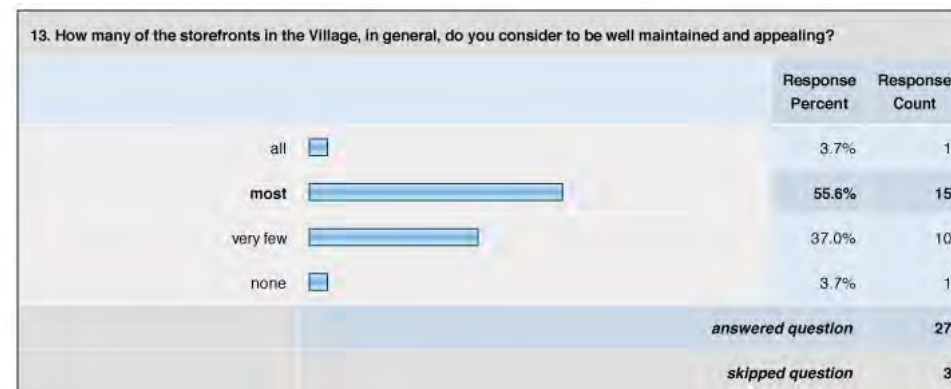 13. How many of the storefronts in the Village, in general, do you consider to be well maintained and appealing?
Response Percent Response Count
all 3.7% 1
most 55.6% 15
very few 37.0% 10
none 3.7% 1
answered question 27
skipped question 3